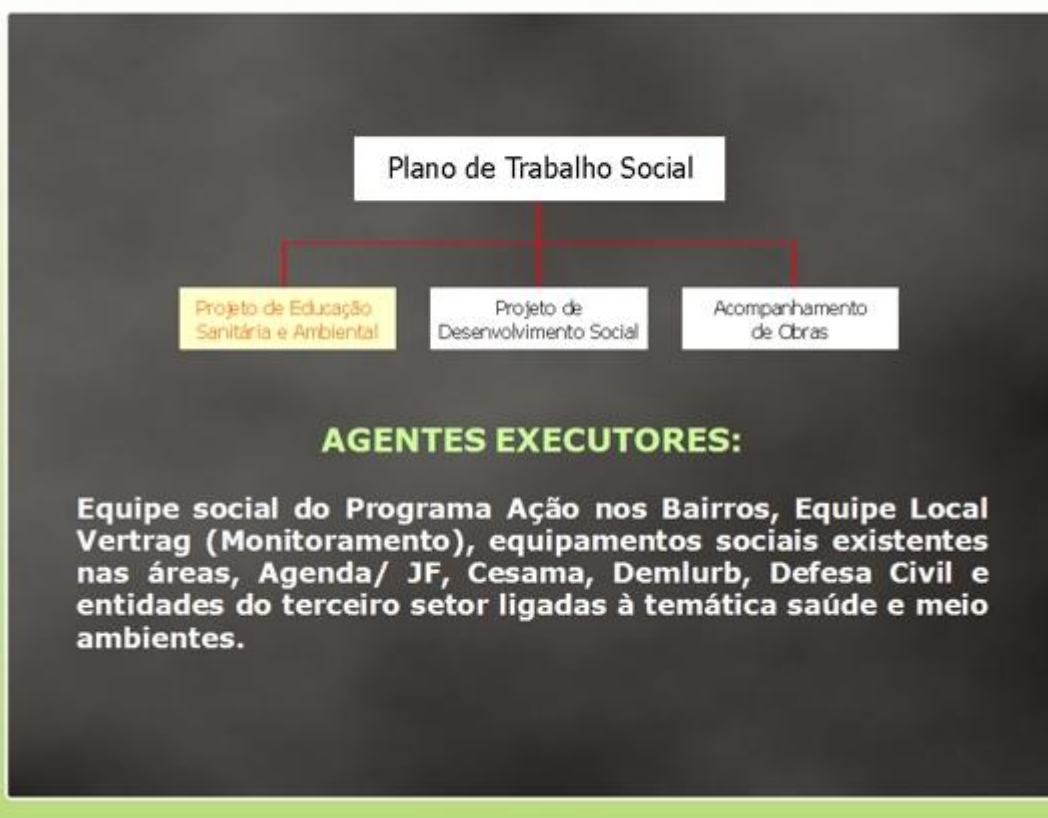 Plano de Trabalho Social
Projeto de Educação
Sanitária e Ambiental
Projeto de
Desenvolvimento Social
Acompanhamento
de Obras
AGENTES EXECUTORES:
Equipe social do Programa Ação nos Bairros, Equipe Local
Vertrag (Monitoramento), equipamentos sociais existentes
nas áreas, Agenda/ JF, Cesama, Demlurb, Defesa Civil e
entidades do terceiro setor ligadas à temática saúde e meio
ambientes.